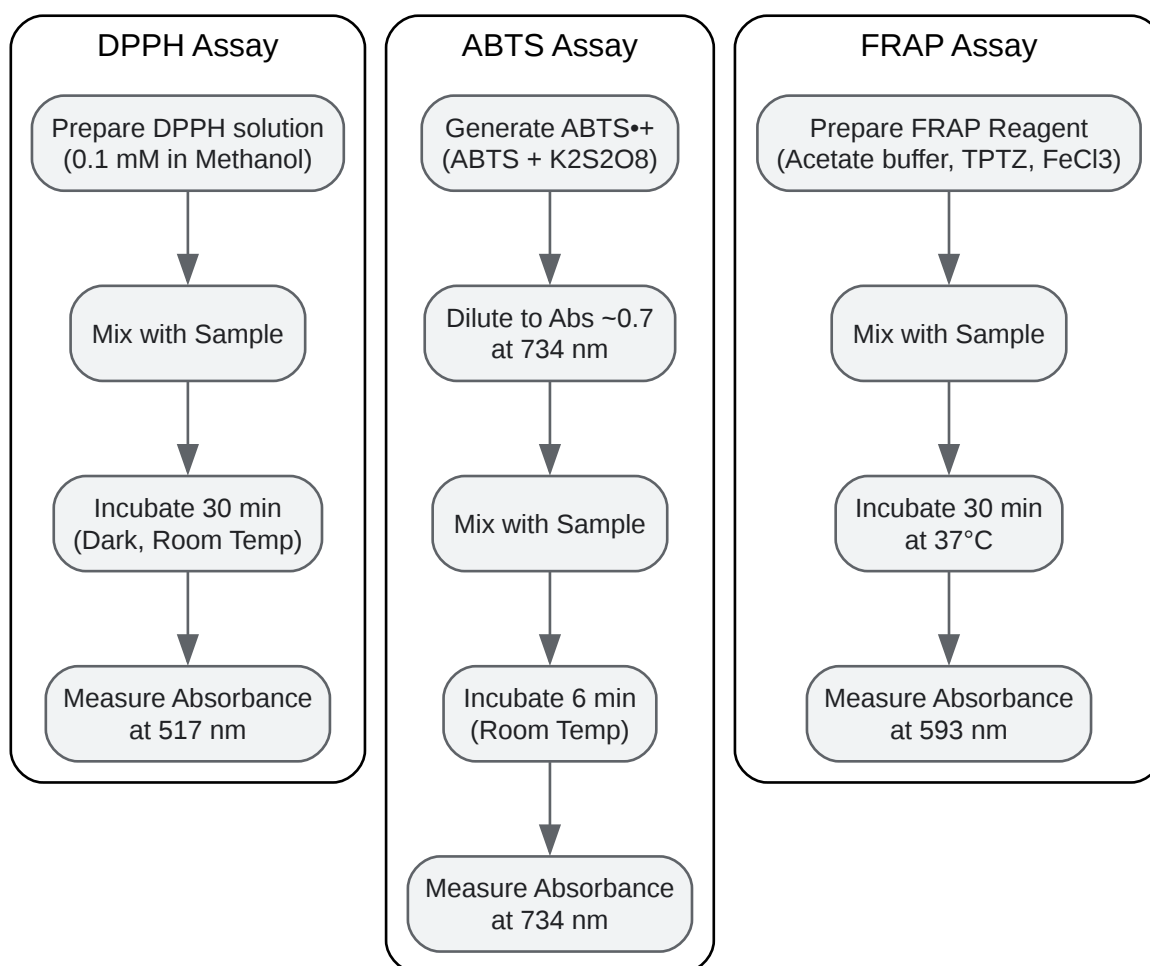 DPPH Assay
Prepare DPPH solution
(0.1 mM in Methanol)
Mix with Sample
Incubate 30 min
(Dark, Room Temp)
Measure Absorbance
at 517 nm
ABTS Assay
Generate ABTS•+
(ABTS + K2S2O8)
Dilute to Abs ~0.7
at 734 nm
Mix with Sample
Incubate 6 min
(Room Temp)
Measure Absorbance
at 734 nm
FRAP Assay
Prepare FRAP Reagent
(Acetate buffer, TPTZ, FeCl3)
Mix with Sample
Incubate 30 min
at 37°C
Measure Absorbance
at 593 nm